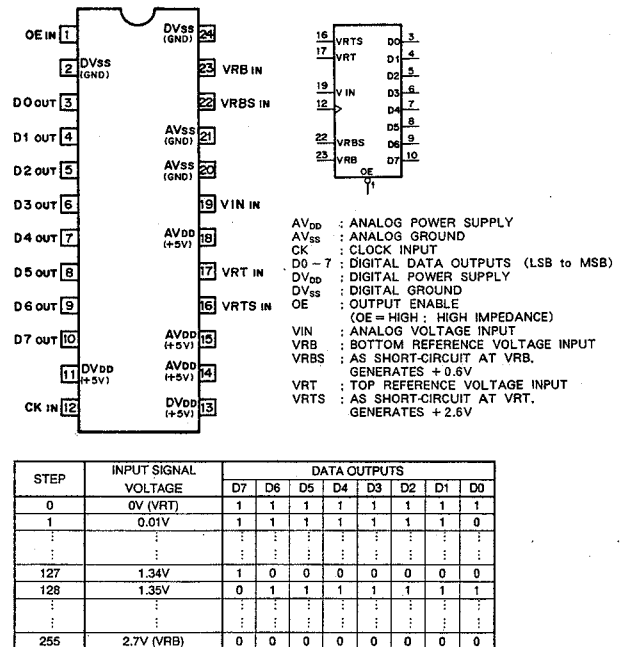 OE IN 1
DVss (GND) 24
2 DVss (GND)
23 VRB IN
D0 OUT 3
22 VRBS IN
D1 OUT 4
AVss (GND) 21
D2 OUT 5
AVss (GND) 20
D3 OUT 6
19 VIN IN
D4 OUT 7
AVDD (+5V) 18
D5 OUT 8
17 VRT IN
D6 OUT 9
16 VRTS IN
D7 OUT 10
AVDD (+5V) 15
11 DVDD (+5V)
AVDD (+5V) 14
CK IN 12
DVDD (+5V) 13
16 VRTS D0 3
17 VRT D1 4
D2 5
19 V IN D3 6
12 D4 7
D5 8
22 VRBS D6 9
23 VRB D7 10
OE
1
AVDD : ANALOG POWER SUPPLY
AVSS : ANALOG GROUND
CK : CLOCK INPUT
D0 – 7 : DIGITAL DATA OUTPUTS (LSB to MSB)
DVDD : DIGITAL POWER SUPPLY
DVSS : DIGITAL GROUND
OE : OUTPUT ENABLE
(OE = HIGH ; HIGH IMPEDANCE)
VIN : ANALOG VOLTAGE INPUT
VRB : BOTTOM REFERENCE VOLTAGE INPUT
VRBS : AS SHORT-CIRCUIT AT VRB,
GENERATES + 0.6V
VRT : TOP REFERENCE VOLTAGE INPUT
VRTS : AS SHORT-CIRCUIT AT VRT,
GENERATES + 2.6V
STEP INPUT SIGNAL VOLTAGE DATA OUTPUTS
D7 D6 D5 D4 D3 D2 D1 D0
0 0V (VRT) 1 1 1 1 1 1 1 1
1 0.01V 1 1 1 1 1 1 1 0
⋮ ⋮ ⋮ ⋮ ⋮ ⋮ ⋮ ⋮ ⋮ ⋮
127 1.34V 1 0 0 0 0 0 0 0
128 1.35V 0 1 1 1 1 1 1 1
⋮ ⋮ ⋮ ⋮ ⋮ ⋮ ⋮ ⋮ ⋮ ⋮
255 2.7V (VRB) 0 0 0 0 0 0 0 0